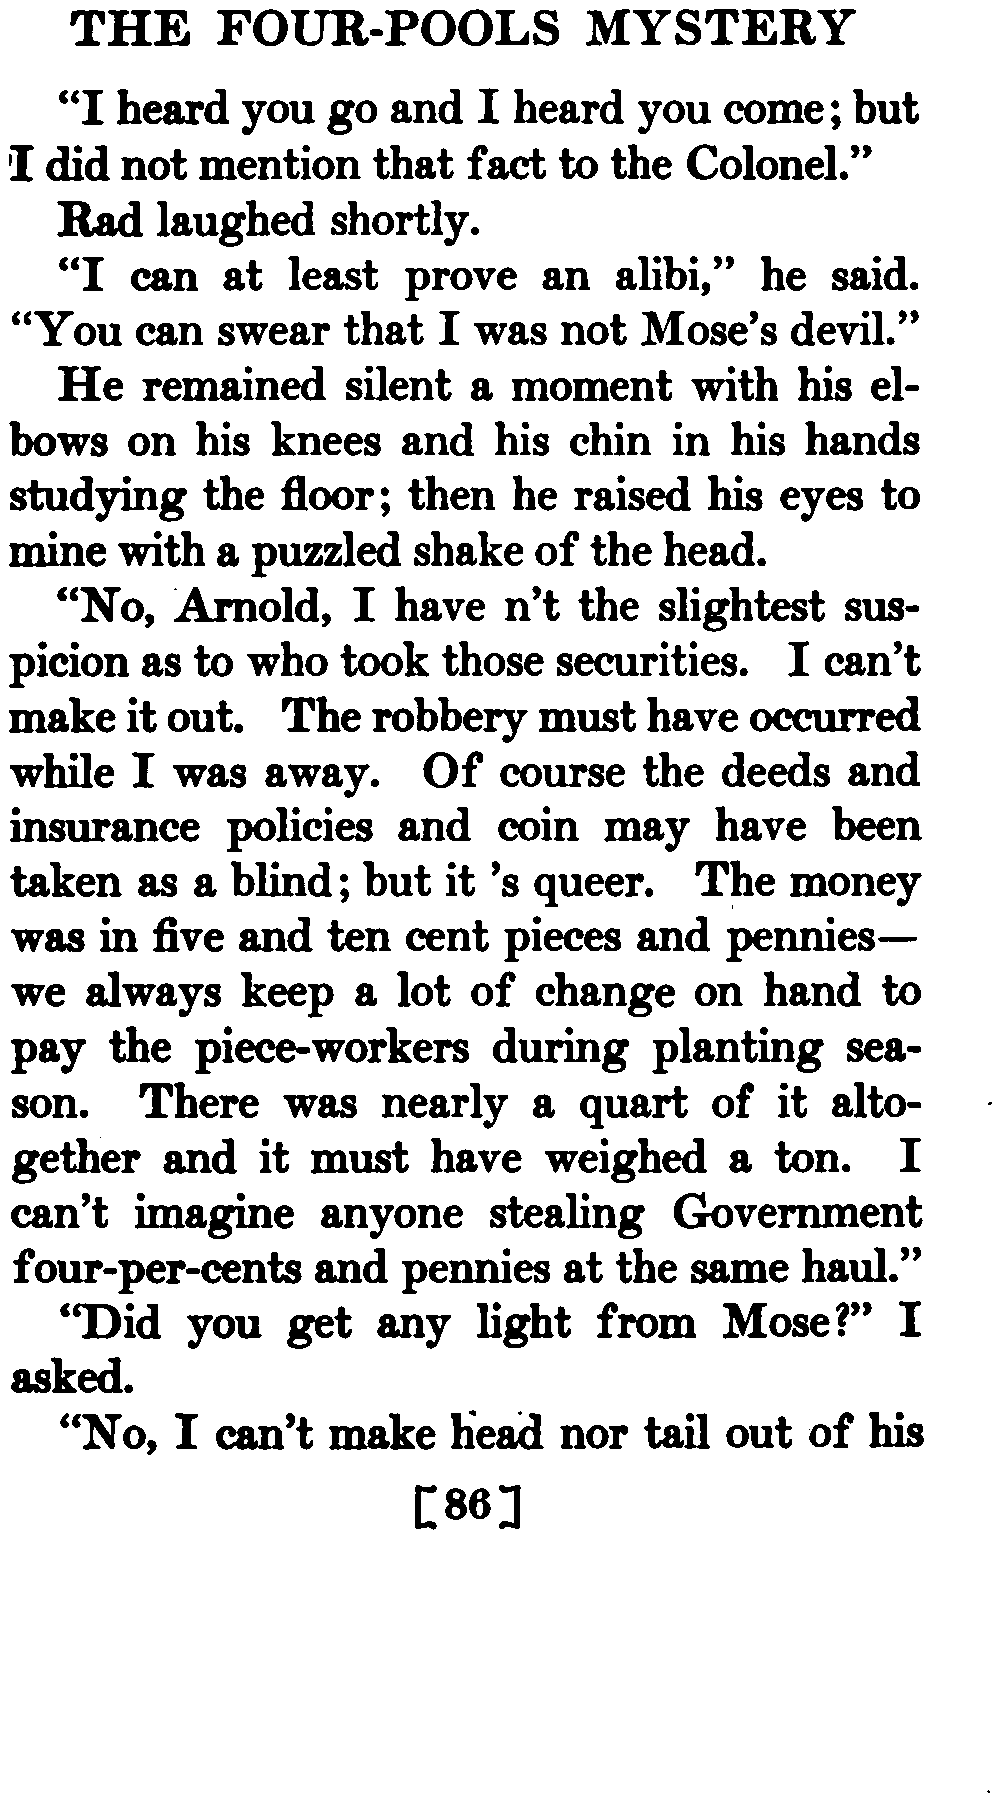 THE FOUR-POOLS MYSTERY
“I heard you go and I heard you come; but
I did not mention that fact to the Colonel.”
Rad laughed shortly.
“I can at least prove an alibi,” he said.
“You can swear that I was not Mose’s devil.”
He remained silent a moment with his el-
bows on his knees and his chin in his hands
studying the floor; then he raised his eyes to
mine with a puzzled shake of the head.
“No, Arnold, I have n’t the slightest sus-
picion as to who took those securities. I can’t
make it out. The robbery must have occurred
while I was away. Of course the deeds and
insurance policies and coin may have been
taken as a blind; but it ’s queer. The money
was in five and ten cent pieces and pennies—
we always keep a lot of change on hand to
pay the piece-workers during planting sea-
son. There was nearly a quart of it alto-
gether and it must have weighed a ton. I
can’t imagine anyone stealing Government
four-per-cents and pennies at the same haul.”
“Did you get any light from Mose?” I
asked.
“No, I can’t make head nor tail out of his
[86]